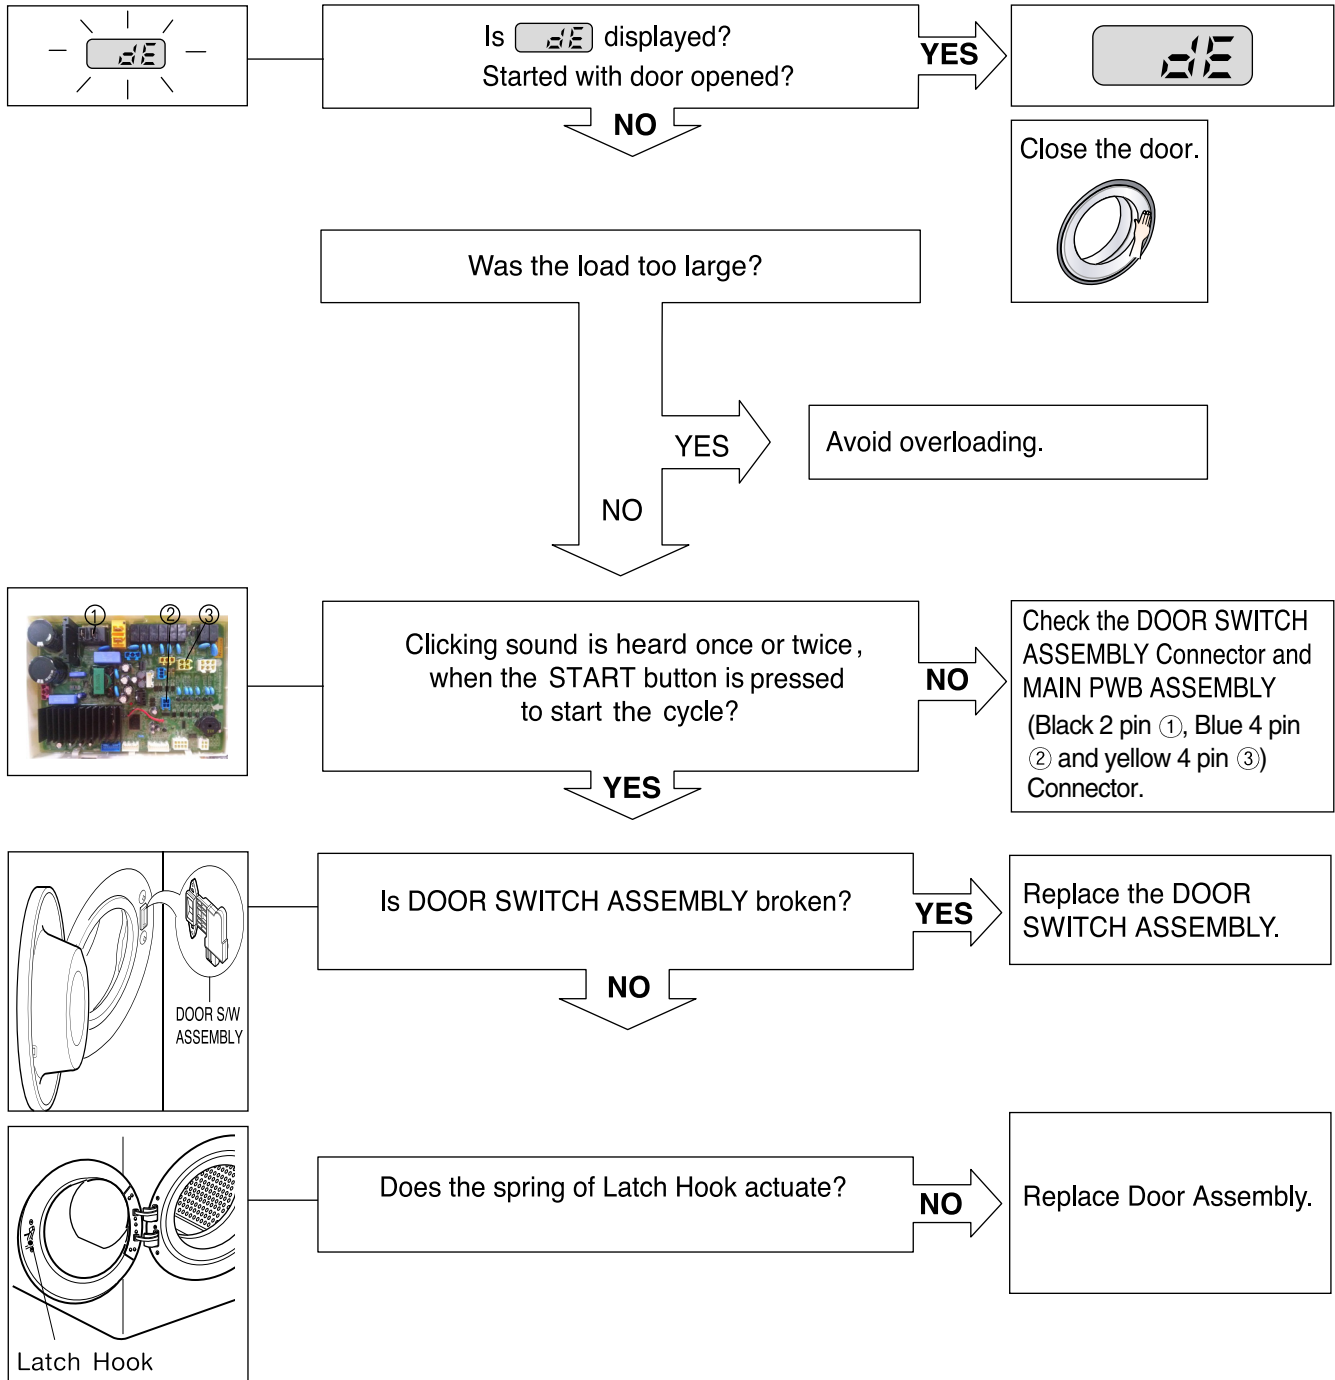 dE
Is dE displayed?
Started with door opened?
YES
dE
NO
Close the door.
Was the load too large?
YES
Avoid overloading.
NO
① ② ③
Clicking sound is heard once or twice,
when the START button is pressed
to start the cycle?
NO
Check the DOOR SWITCH
ASSEMBLY Connector and
MAIN PWB ASSEMBLY
(Black 2 pin ①, Blue 4 pin
② and yellow 4 pin ③)
Connector.
YES
DOOR S/W
ASSEMBLY
Is DOOR SWITCH ASSEMBLY broken?
YES
Replace the DOOR
SWITCH ASSEMBLY.
NO
Latch Hook
Does the spring of Latch Hook actuate?
NO
Replace Door Assembly.